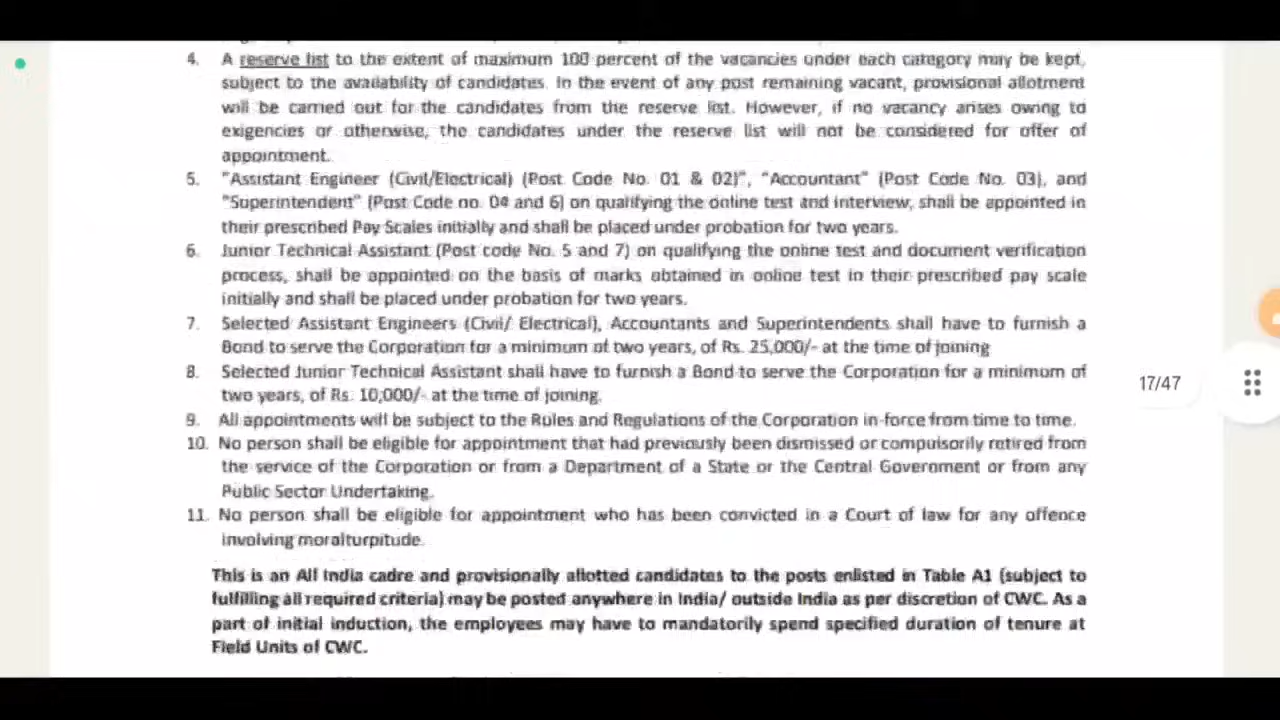 4. A reserve list to the extent of maximum 100 percent of the vacancies under each category may be kept,
subject to the availability of candidates. In the event of any post remaining vacant, provisional allotment
will be carried out for the candidates from the reserve list. However, if no vacancy arises owing to
exigencies or otherwise, the candidates under the reserve list will not be considered for offer of
appointment.
5. "Assistant Engineer (Civil/Electrical) (Post Code No. 01 & 02)", "Accountant" (Post Code No. 03), and
"Superintendent" (Post Code no. 04 and 6) on qualifying the online test and interview, shall be appointed in
their prescribed Pay Scales initially and shall be placed under probation for two years.
6. Junior Technical Assistant (Post code No. 5 and 7) on qualifying the online test and document verification
process, shall be appointed on the basis of marks obtained in online test in their prescribed pay scale
initially and shall be placed under probation for two years.
7. Selected Assistant Engineers (Civil/ Electrical), Accountants and Superintendents shall have to furnish a
Bond to serve the Corporation for a minimum of two years, of Rs. 25,000/- at the time of joining
8. Selected Junior Technical Assistant shall have to furnish a Bond to serve the Corporation for a minimum of
two years, of Rs. 10,000/- at the time of joining.
17/47
9. All appointments will be subject to the Rules and Regulations of the Corporation in-force from time to time.
10. No person shall be eligible for appointment that had previously been dismissed or compulsorily retired from
the service of the Corporation or from a Department of a State or the Central Government or from any
Public Sector Undertaking.
11. No person shall be eligible for appointment who has been convicted in a Court of law for any offence
involving moralturpitude.
This is an All India cadre and provisionally allotted candidates to the posts enlisted in Table A1 (subject to
fulfilling all required criteria) may be posted anywhere in India/ outside India as per discretion of CWC. As a
part of initial induction, the employees may have to mandatorily spend specified duration of tenure at
Field Units of CWC.